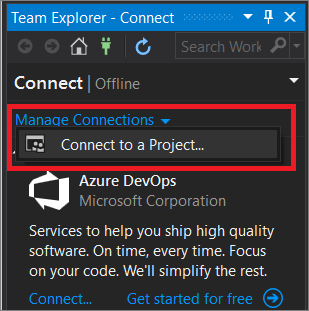 Team Explorer - Connect
Search Work
Connect | Offline
Manage Connections
Connect to a Project...
Azure DevOps
Microsoft Corporation
Services to help you ship high quality
software. On time, every time. Focus
on your code. We'll simplify the rest.
Connect... Get started for free